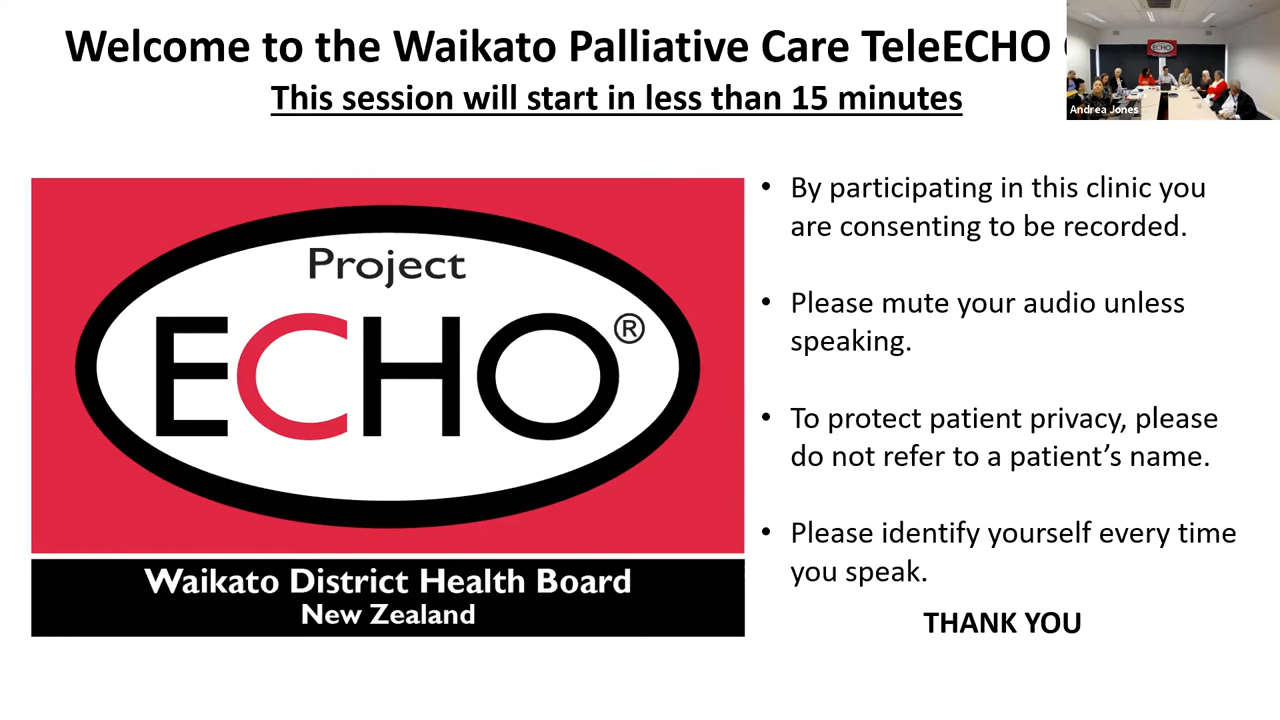 Welcome to the Waikato Palliative Care TeleECHO
This session will start in less than 15 minutes
ECHO
Andrea Jones
Project
ECHO®
Waikato District Health Board
New Zealand
• By participating in this clinic you
are consenting to be recorded.
• Please mute your audio unless
speaking.
• To protect patient privacy, please
do not refer to a patient’s name.
• Please identify yourself every time
you speak.
THANK YOU